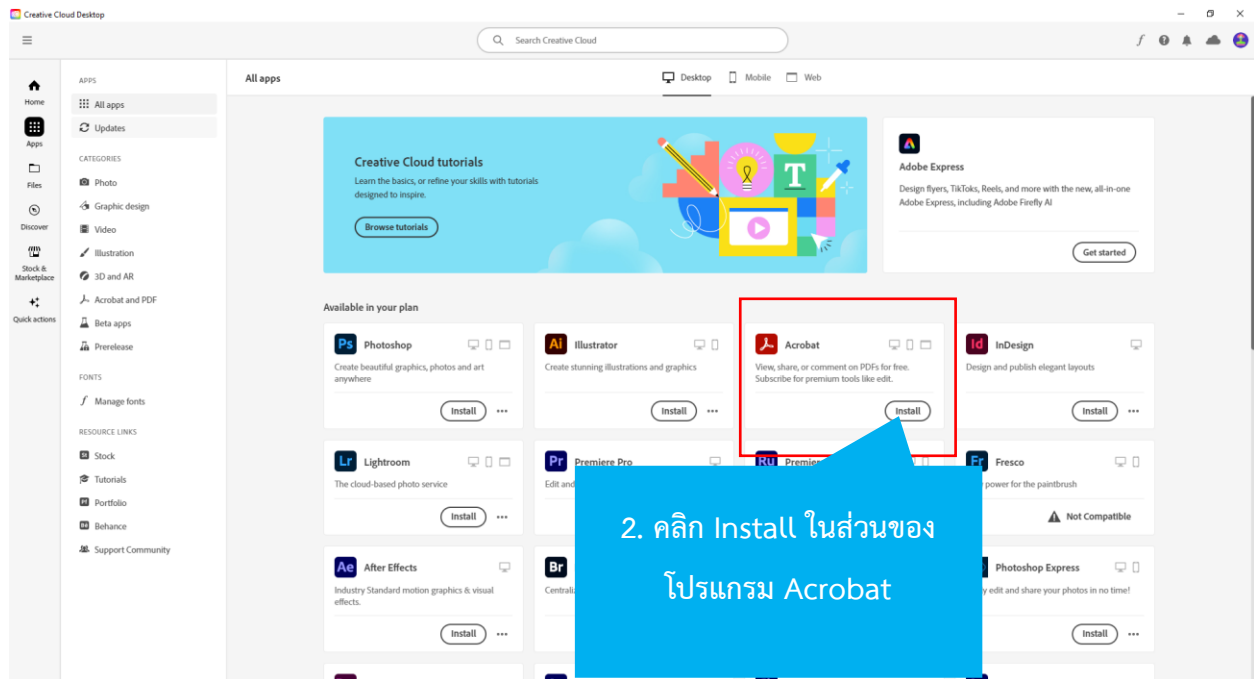 Creative Cloud Desktop
Search Creative Cloud
Home
Apps
Files
Discover
Stock &
Marketplace
Quick actions
APPS
All apps
Updates
CATEGORIES
Photo
Graphic design
Video
Illustration
3D and AR
Acrobat and PDF
Beta apps
Prerelease
FONTS
Manage fonts
RESOURCE LINKS
Stock
Tutorials
Portfolio
Behance
Support Community
All apps
Desktop
Mobile
Web
Creative Cloud tutorials
Learn the basics, or refine your skills with tutorials
designed to inspire.
Browse tutorials
T
Adobe Express
Design flyers, TikToks, Reels, and more with the new, all-in-one
Adobe Express, including Adobe Firefly AI
Get started
Available in your plan
Ps Photoshop
Create beautiful graphics, photos and art
anywhere
Install
Ai Illustrator
Create stunning illustrations and graphics
Install
Acrobat
View, share, or comment on PDFs for free.
Subscribe for premium tools like edit.
Install
Id InDesign
Design and publish elegant layouts
Install
Lr Lightroom
The cloud-based photo service
Install
Pr Premiere Pro
Edit and
Ru Premier
Fr Fresco
power for the paintbrush
Not Compatible
Ae After Effects
Industry Standard motion graphics & visual
effects.
Install
Br
Photoshop Express
edit and share your photos in no time!
Install
2. คลิก Install ในส่วนของ
โปรแกรม Acrobat